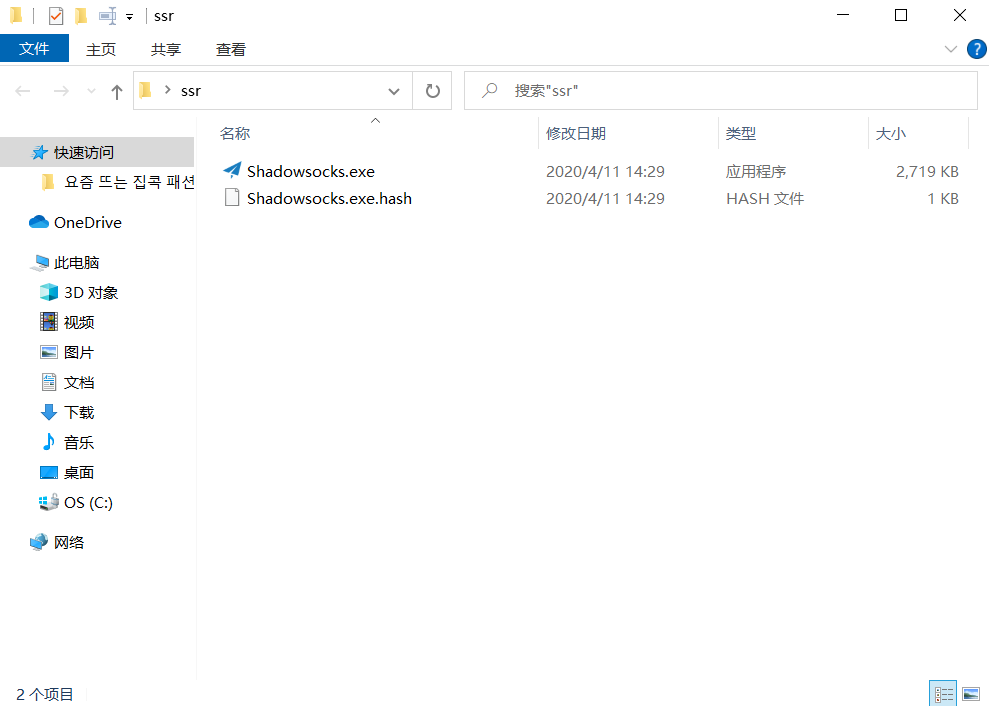 ssr
文件 主页 共享 查看
ssr 搜索"ssr"
名称 修改日期 类型 大小
快速访问
Shadowsocks.exe 2020/4/11 14:29 应用程序 2,719 KB
요즘 뜨는 집콕 패션
Shadowsocks.exe.hash 2020/4/11 14:29 HASH 文件 1 KB
OneDrive
此电脑
3D 对象
视频
图片
文档
下载
音乐
桌面
OS (C:)
网络
2 个项目